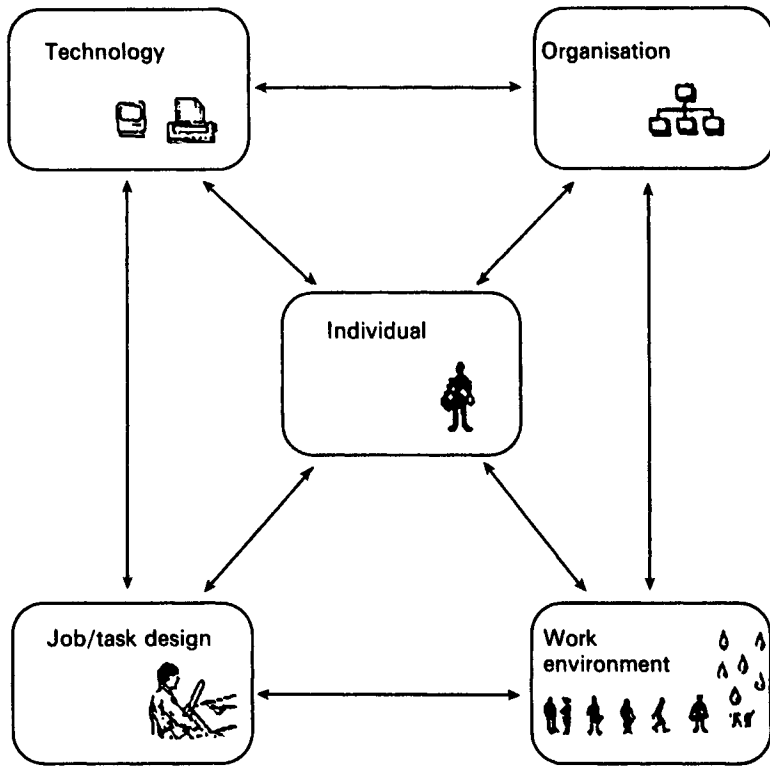 Technology
Organisation
Individual
Job/task design
Work
environment